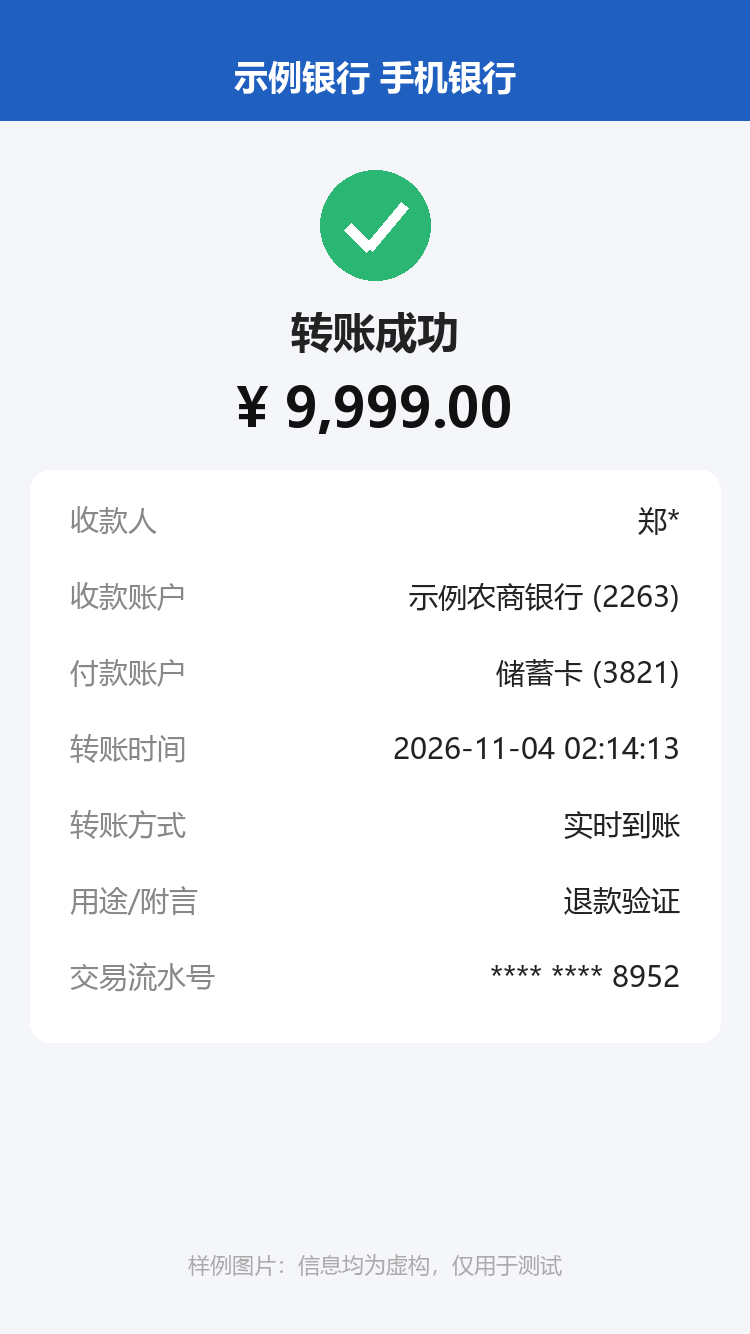 示例银行 手机银行
转账成功
¥ 9,999.00
收款人 郑*
收款账户 示例农商银行 (2263)
付款账户 储蓄卡 (3821)
转账时间 2026-11-04 02:14:13
转账方式 实时到账
用途/附言 退款验证
交易流水号 **** **** 8952
样例图片：信息均为虚构，仅用于测试